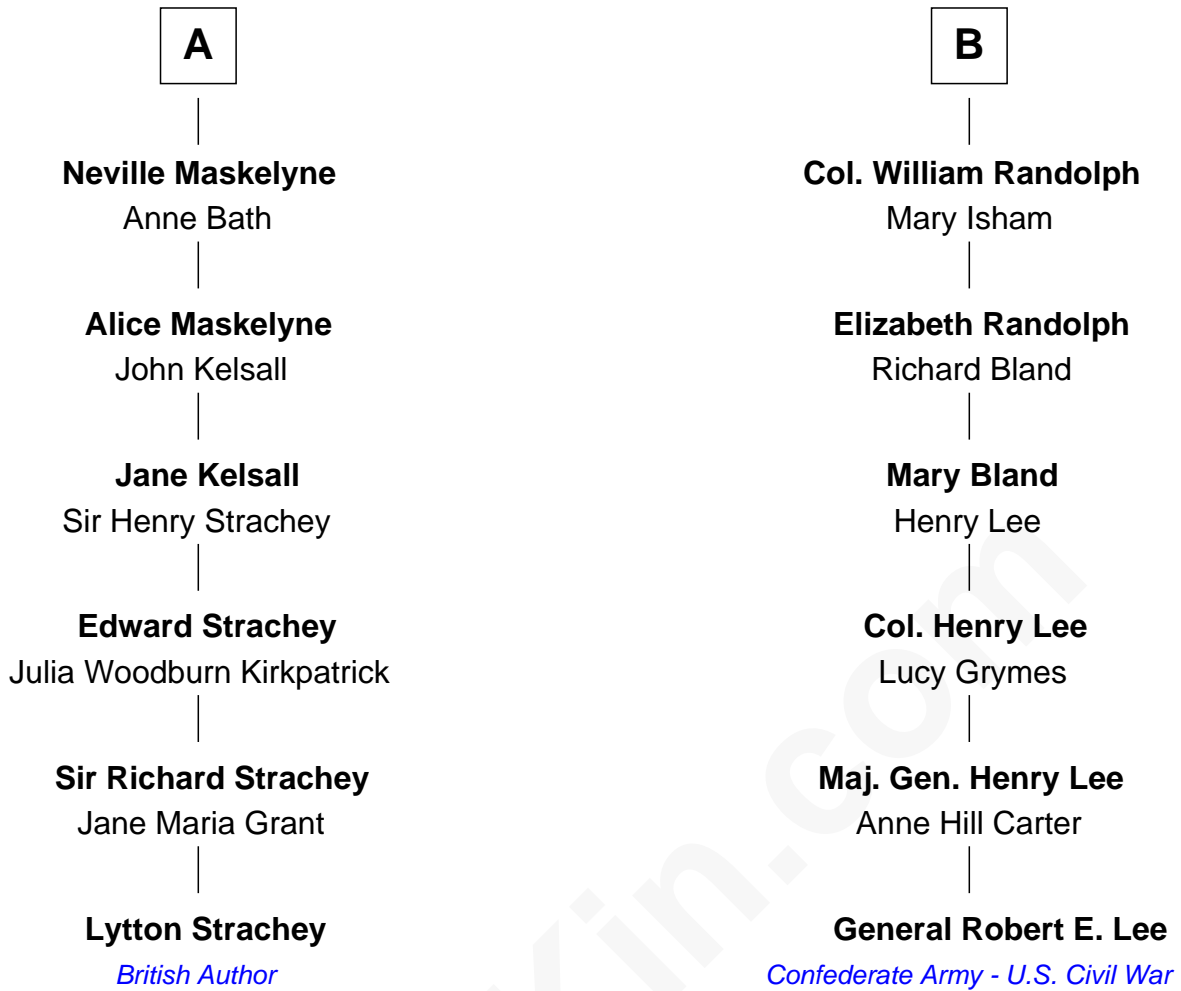 A
Neville Maskelyne
Anne Bath
Alice Maskelyne
John Kelsall
Jane Kelsall
Sir Henry Strachey
Edward Strachey
Julia Woodburn Kirkpatrick
Sir Richard Strachey
Jane Maria Grant
Lytton Strachey
British Author
B
Col. William Randolph
Mary Isham
Elizabeth Randolph
Richard Bland
Mary Bland
Henry Lee
Col. Henry Lee
Lucy Grymes
Maj. Gen. Henry Lee
Anne Hill Carter
General Robert E. Lee
Confederate Army - U.S. Civil War